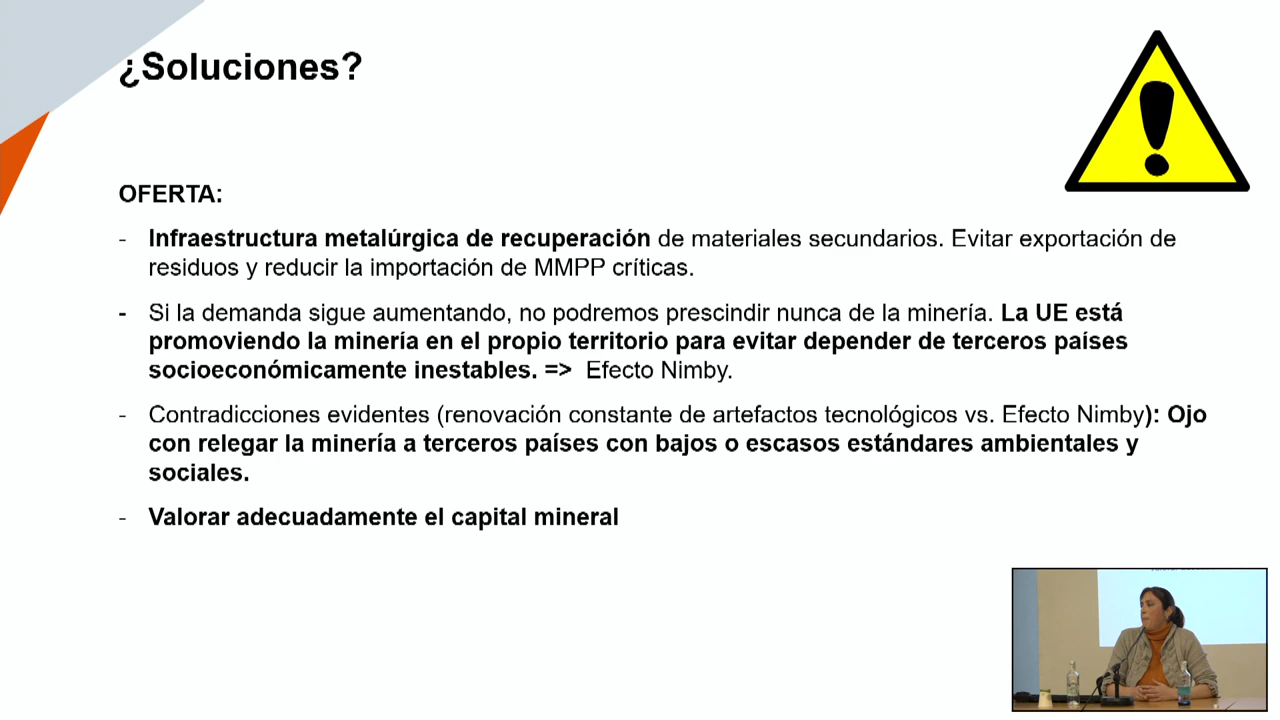 ¿Soluciones?
OFERTA:
- Infraestructura metalúrgica de recuperación de materiales secundarios. Evitar exportación de
residuos y reducir la importación de MMPP críticas.
- Si la demanda sigue aumentando, no podremos prescindir nunca de la minería. La UE está
promoviendo la minería en el propio territorio para evitar depender de terceros países
socioeconómicamente inestables. => Efecto Nimby.
- Contradicciones evidentes (renovación constante de artefactos tecnológicos vs. Efecto Nimby): Ojo
con relegar la minería a terceros países con bajos o escasos estándares ambientales y
sociales.
- Valorar adecuadamente el capital mineral